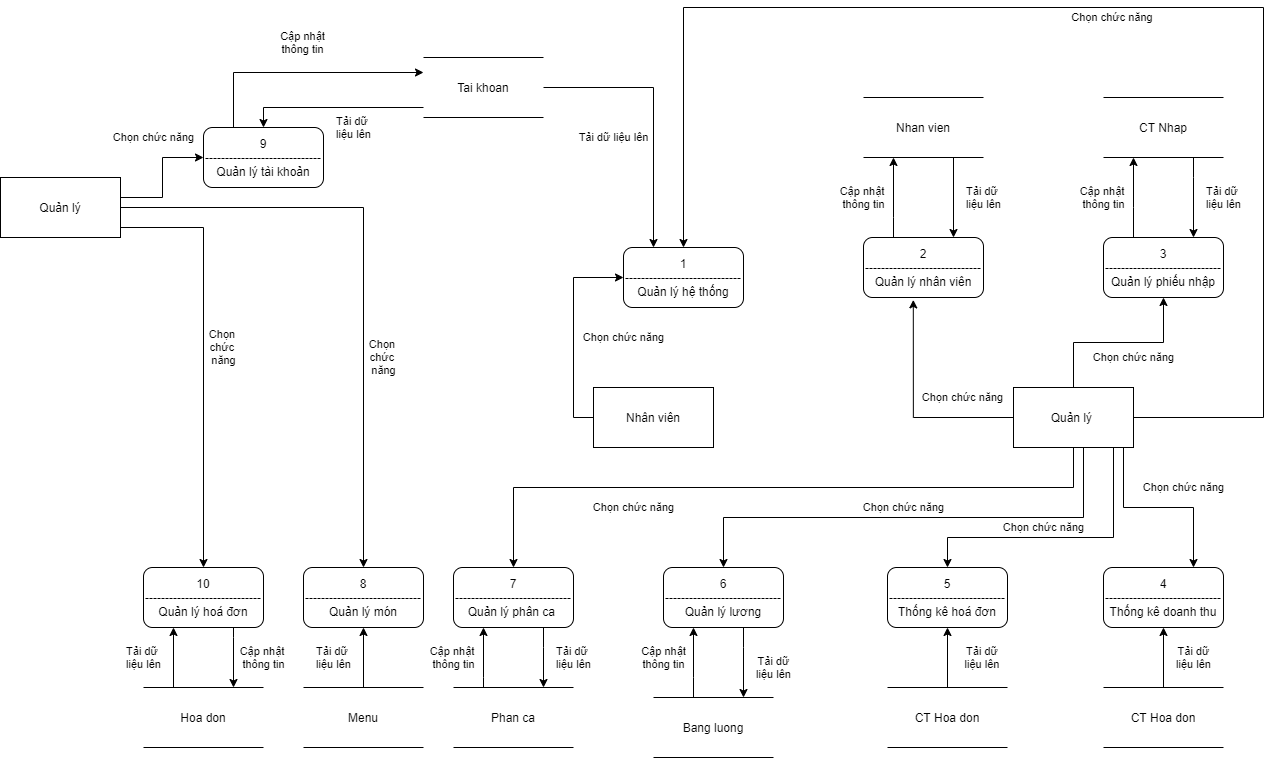 Chọn chức năng
Cập nhật
thông tin
Tai khoan
Tải dữ
liệu lên
Chọn chức năng
Tải dữ liệu lên
Nhan vien
CT Nhap
9
Quản lý tài khoản
Quản lý
Cập nhật
thông tin
Tải dữ
liệu lên
Cập nhật
thông tin
Tải dữ
liệu lên
1
Quản lý hệ thống
2
Quản lý nhân viên
3
Quản lý phiếu nhập
Chọn
chức
năng
Chọn
chức
năng
Chọn chức năng
Chọn chức năng
Chọn chức năng
Nhân viên
Quản lý
Chọn chức năng
Chọn chức năng
Chọn chức năng
Chọn chức năng
10
Quản lý hoá đơn
8
Quản lý món
7
Quản lý phân ca
6
Quản lý lương
5
Thống kê hoá đơn
4
Thống kê doanh thu
Tải dữ
liệu lên
Cập nhật
thông tin
Tải dữ
liệu lên
Cập nhật
thông tin
Tải dữ
liệu lên
Cập nhật
thông tin
Tải dữ
liệu lên
Tải dữ
liệu lên
Tải dữ
liệu lên
Hoa don
Menu
Phan ca
Bang luong
CT Hoa don
CT Hoa don